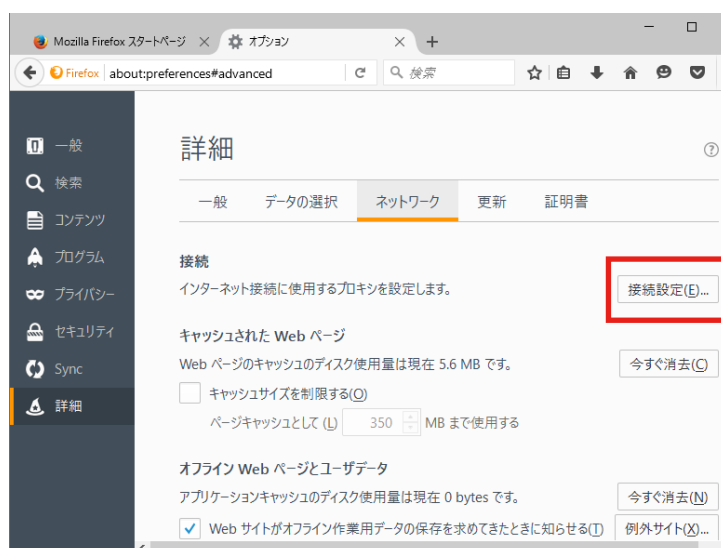 Mozilla Firefox スタートページ
オプション
Firefox about:preferences#advanced
検索
一般
検索
コンテンツ
プログラム
プライバシー
セキュリティ
Sync
詳細
詳細
一般 データの選択 ネットワーク 更新 証明書
接続
インターネット接続に使用するプロキシを設定します。
接続設定(E)...
キャッシュされた Web ページ
Web ページのキャッシュのディスク使用量は現在 5.6 MB です。
今すぐ消去(C)
キャッシュサイズを制限する(O)
ページキャッシュとして (L) 350 MB まで使用する
オフライン Web ページとユーザデータ
アプリケーションキャッシュのディスク使用量は現在 0 bytes です。
今すぐ消去(N)
Web サイトがオフライン作業用データの保存を求めてきたときに知らせる(T)
例外サイト(X)...